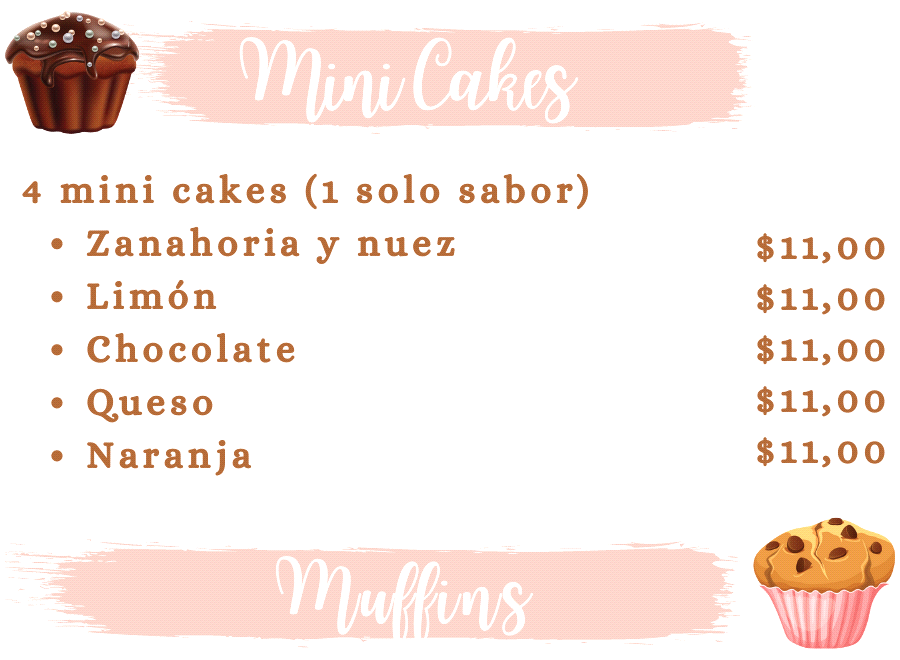 Mini Cakes
4 mini cakes (1 solo sabor)
• Zanahoria y nuez $11,00
• Limón $11,00
• Chocolate $11,00
• Queso $11,00
• Naranja $11,00
Muffins